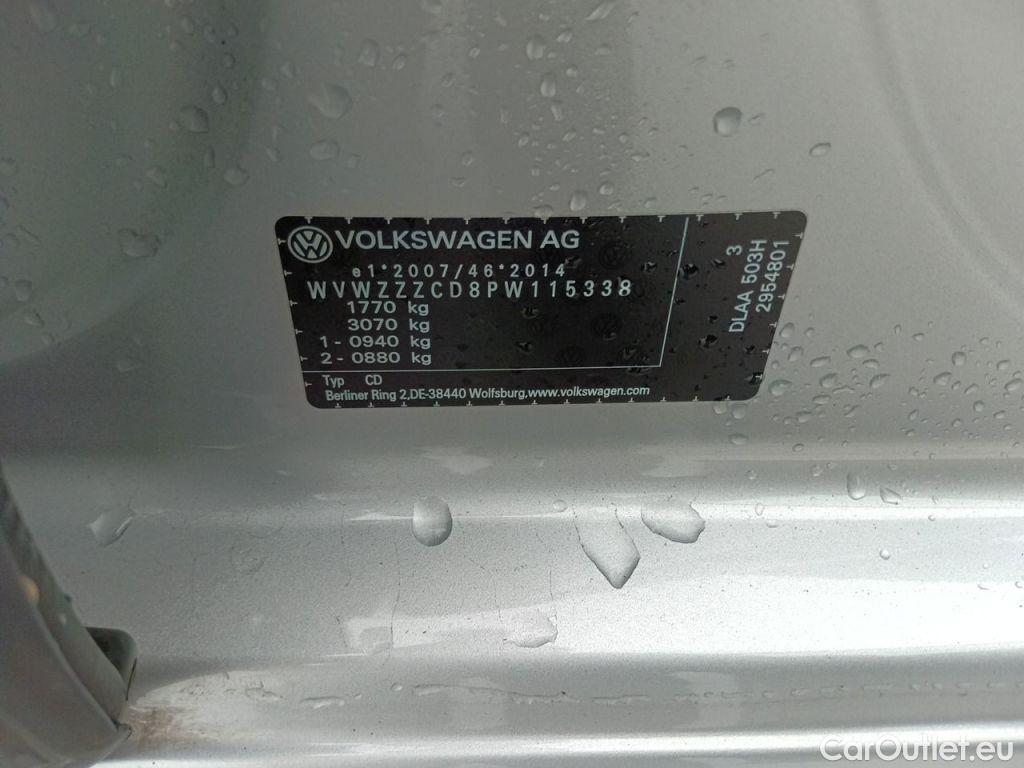 VOLKSWAGEN AG
e1*2007/46*2014
WVWZZZCD8PW115338
1770 kg
3070 kg
1 - 0940 kg
2 - 0880 kg
Typ CD
Berliner Ring 2,DE-38440 Wolfsburg,www.volkswagen.com
3
DLAA 503H
2954801
CarOutlet.eu